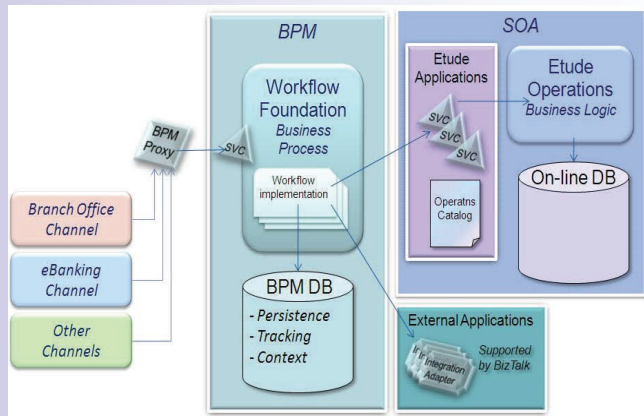 BPM
SOA
Branch Office
Channel
eBanking
Channel
Other
Channels
BPM
Proxy
SVC
Workflow
Foundation
Business
Process
Workflow
implementation
BPM DB
- Persistence
- Tracking
- Context
Etude
Applications
SVC
SVC
SVC
Operatns
Catalog
Etude
Operations
Business Logic
On-line DB
External Applications
Ir
Ir
Integration
Adapter
Supported
by BizTalk